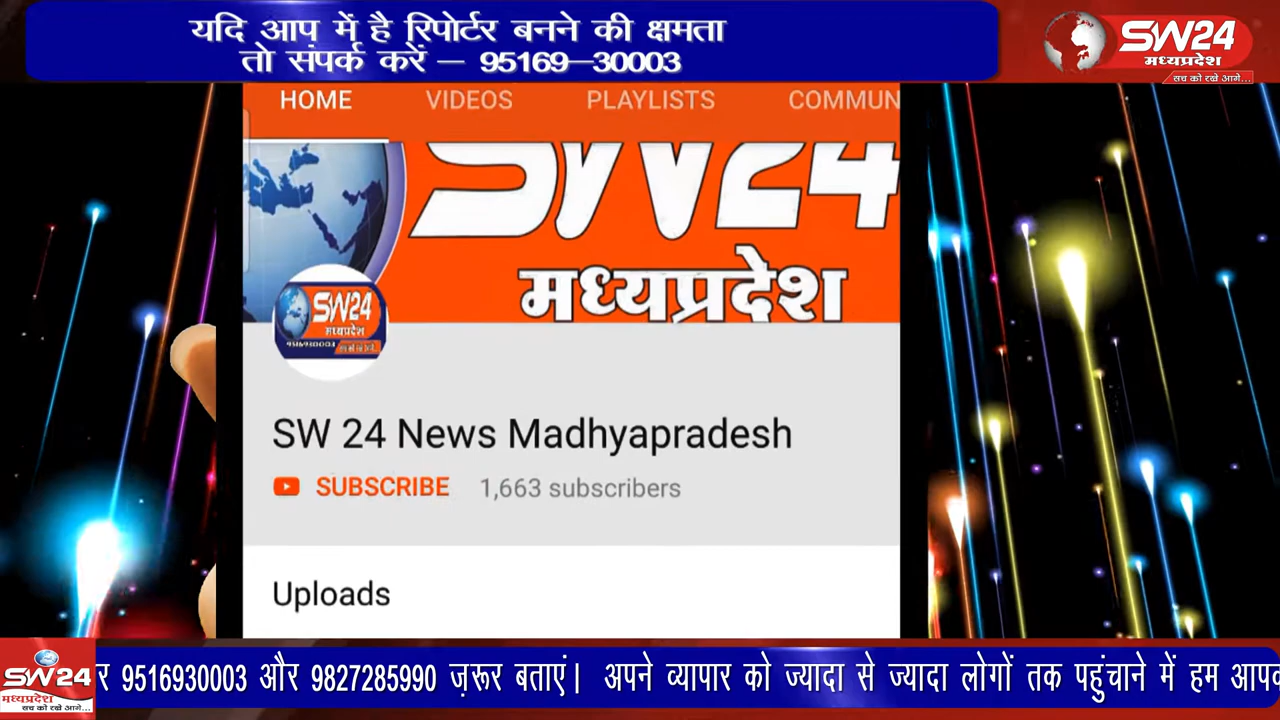 यदि आप में है रिपोर्टर बनने की क्षमता
तो संपर्क करें – 95169–30003
SW24
मध्यप्रदेश
सच को रखे आगे...
HOME VIDEOS PLAYLISTS COMMUN
SW24
मध्यप्रदेश
SW24
मध्यप्रदेश
9516930003
SW 24 News Madhyapradesh
SUBSCRIBE 1,663 subscribers
Uploads
SW24
मध्यप्रदेश
सच को रखे आगे...
र 9516930003 और 9827285990 ज़रूर बताएं। अपने व्यापार को ज्यादा से ज्यादा लोगों तक पहुंचाने में हम आपव